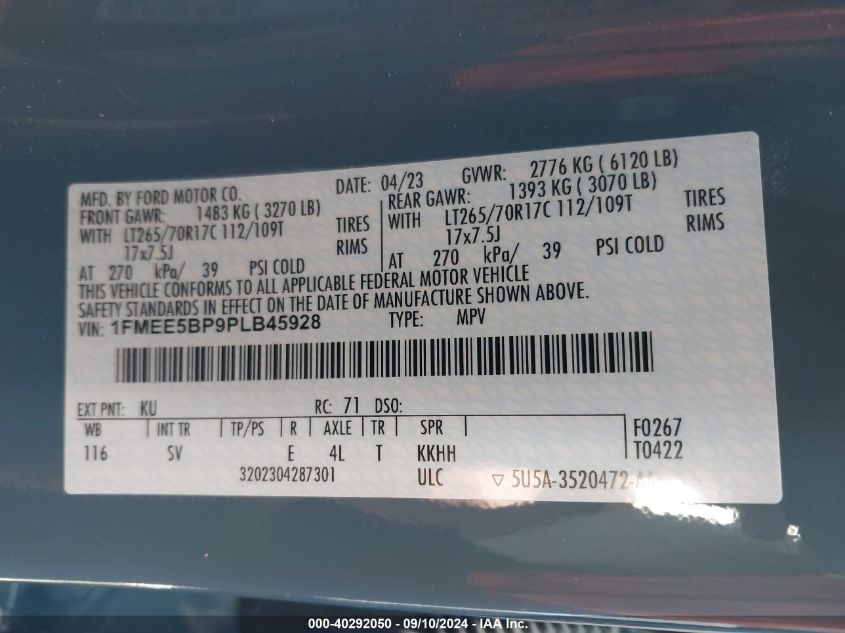 MFD. BY FORD MOTOR CO. DATE: 04/23 GVWR: 2776 KG ( 6120 LB)
FRONT GAWR: 1483 KG ( 3270 LB) REAR GAWR: 1393 KG ( 3070 LB)
WITH LT265/70R17C 112/109T TIRES WITH LT265/70R17C 112/109T TIRES
17x7.5J RIMS 17x7.5J RIMS
AT 270 kPa/ 39 PSI COLD AT 270 kPa/ 39 PSI COLD
THIS VEHICLE CONFORMS TO ALL APPLICABLE FEDERAL MOTOR VEHICLE
SAFETY STANDARDS IN EFFECT ON THE DATE OF MANUFACTURE SHOWN ABOVE.
VIN: 1FMEE5BP9PLB45928 TYPE: MPV
EXT PNT: KU RC: 71 DSO:
WB INT TR TP/PS R AXLE TR SPR F0267
116 SV E 4L T KKHH T0422
3202304287301 ULC ▽ 5U5A-3520472-
000-40292050 - 09/10/2024 - IAA Inc.